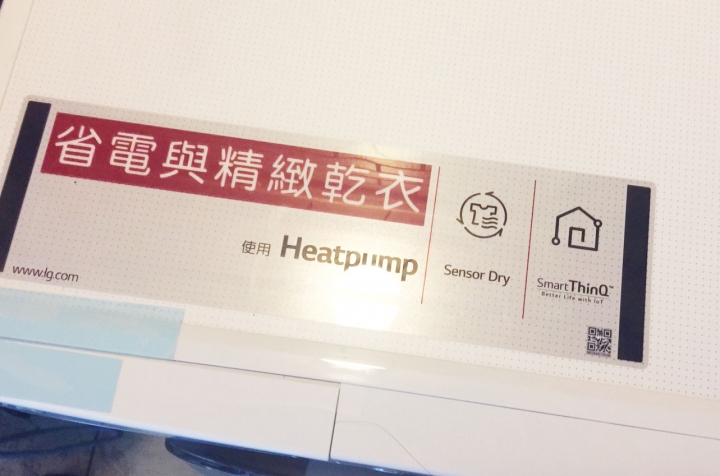 省電與精緻乾衣
使用 Heatpump
www.lg.com
Sensor Dry
SmartThinQ™
Better Life with IoT